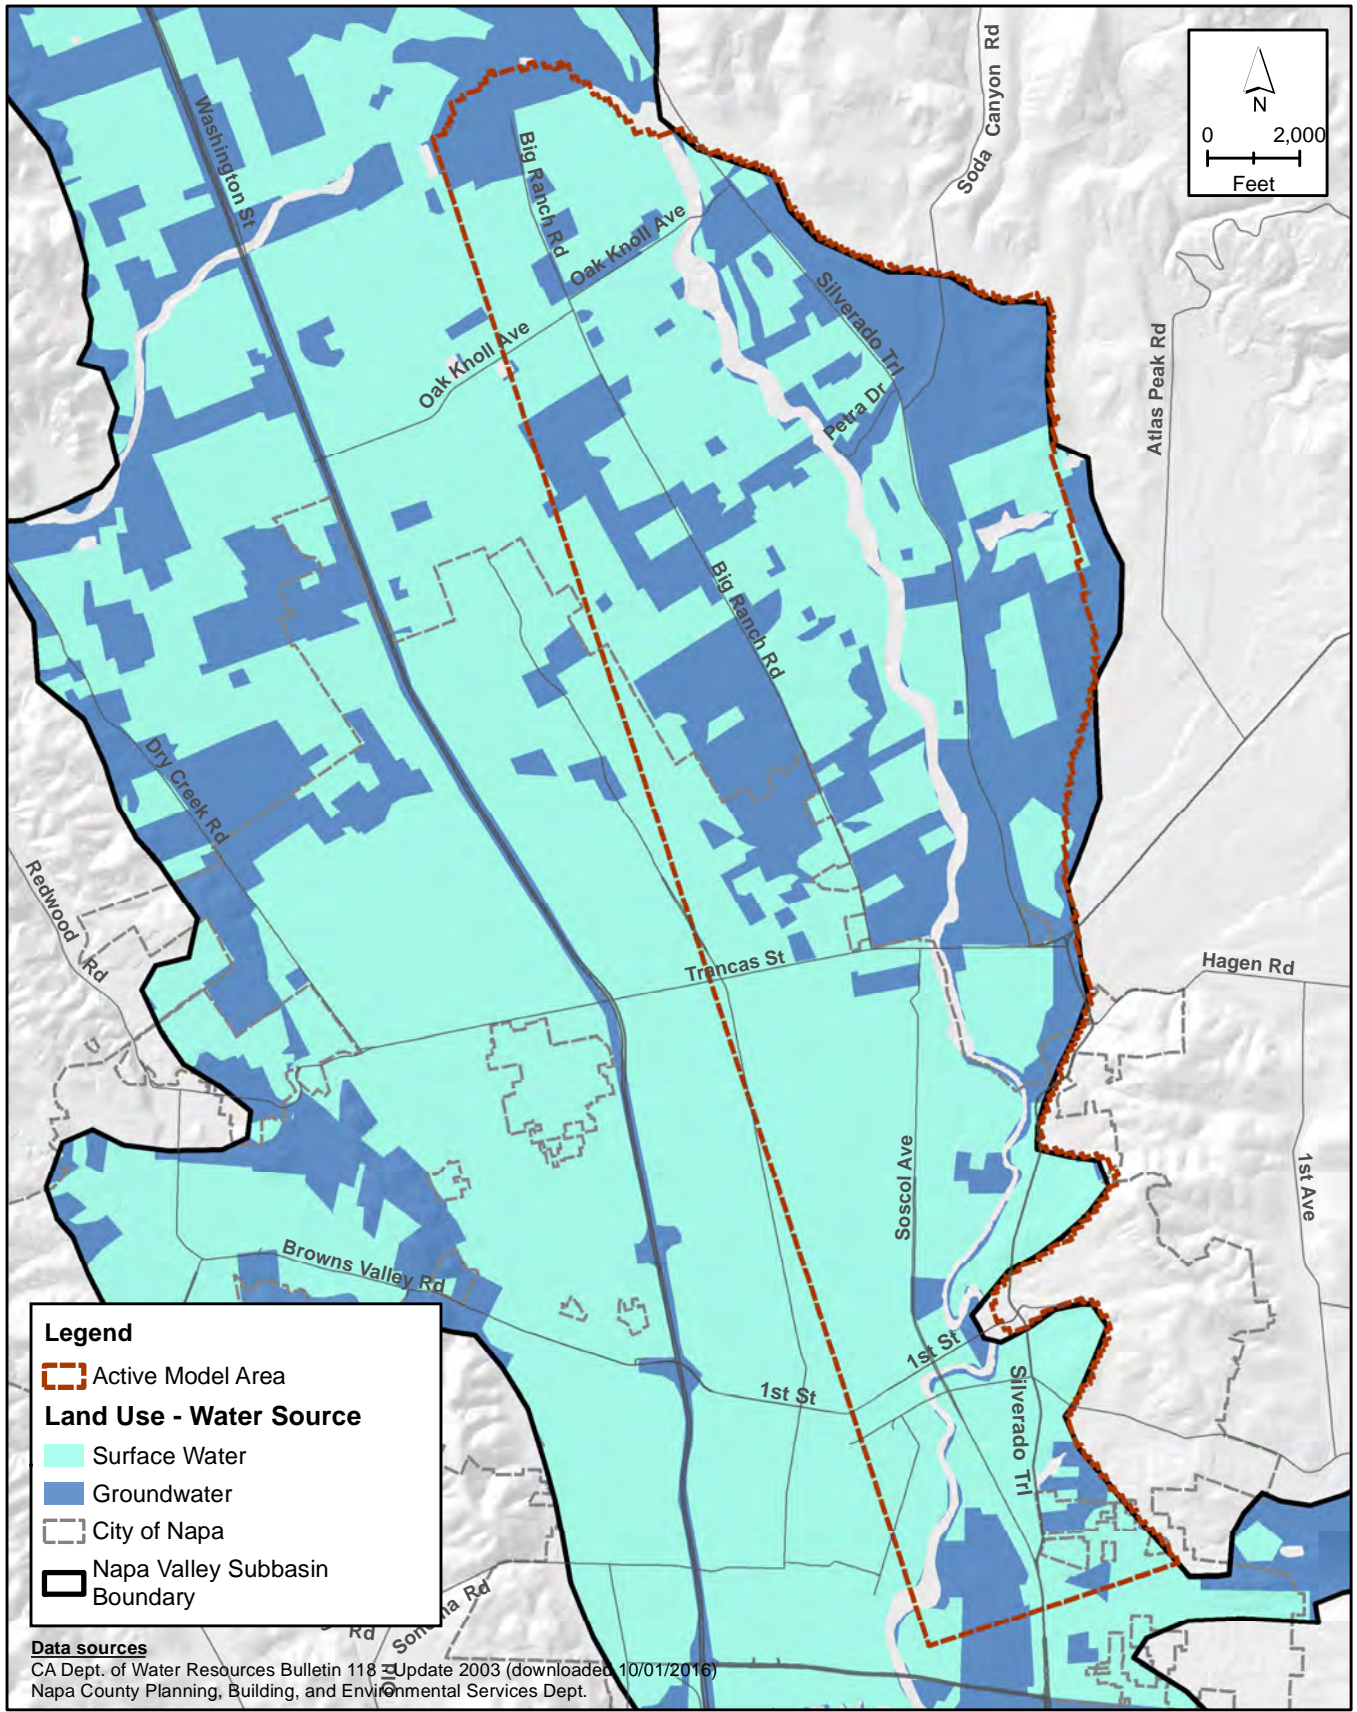 Soda Canyon Rd
N
0 2,000
Feet
Washington St
Big Ranch Rd
Oak Knoll Ave
Silverado Trl
Oak Knoll Ave
Petra Dr
Atlas Peak Rd
Big Ranch Rd
Dry Creek Rd
Redwood Rd
Trancas St
Hagen Rd
Soscol Ave
1st Ave
Browns Valley Rd
1st St
1st St
Silverado Trl
Legend
Active Model Area
Land Use - Water Source
Surface Water
Groundwater
City of Napa
Napa Valley Subbasin
Boundary
Rd
Rd
Old
Data sources
CA Dept. of Water Resources Bulletin 118 - Update 2003 (downloaded 10/01/2016)
Napa County Planning, Building, and Environmental Services Dept.